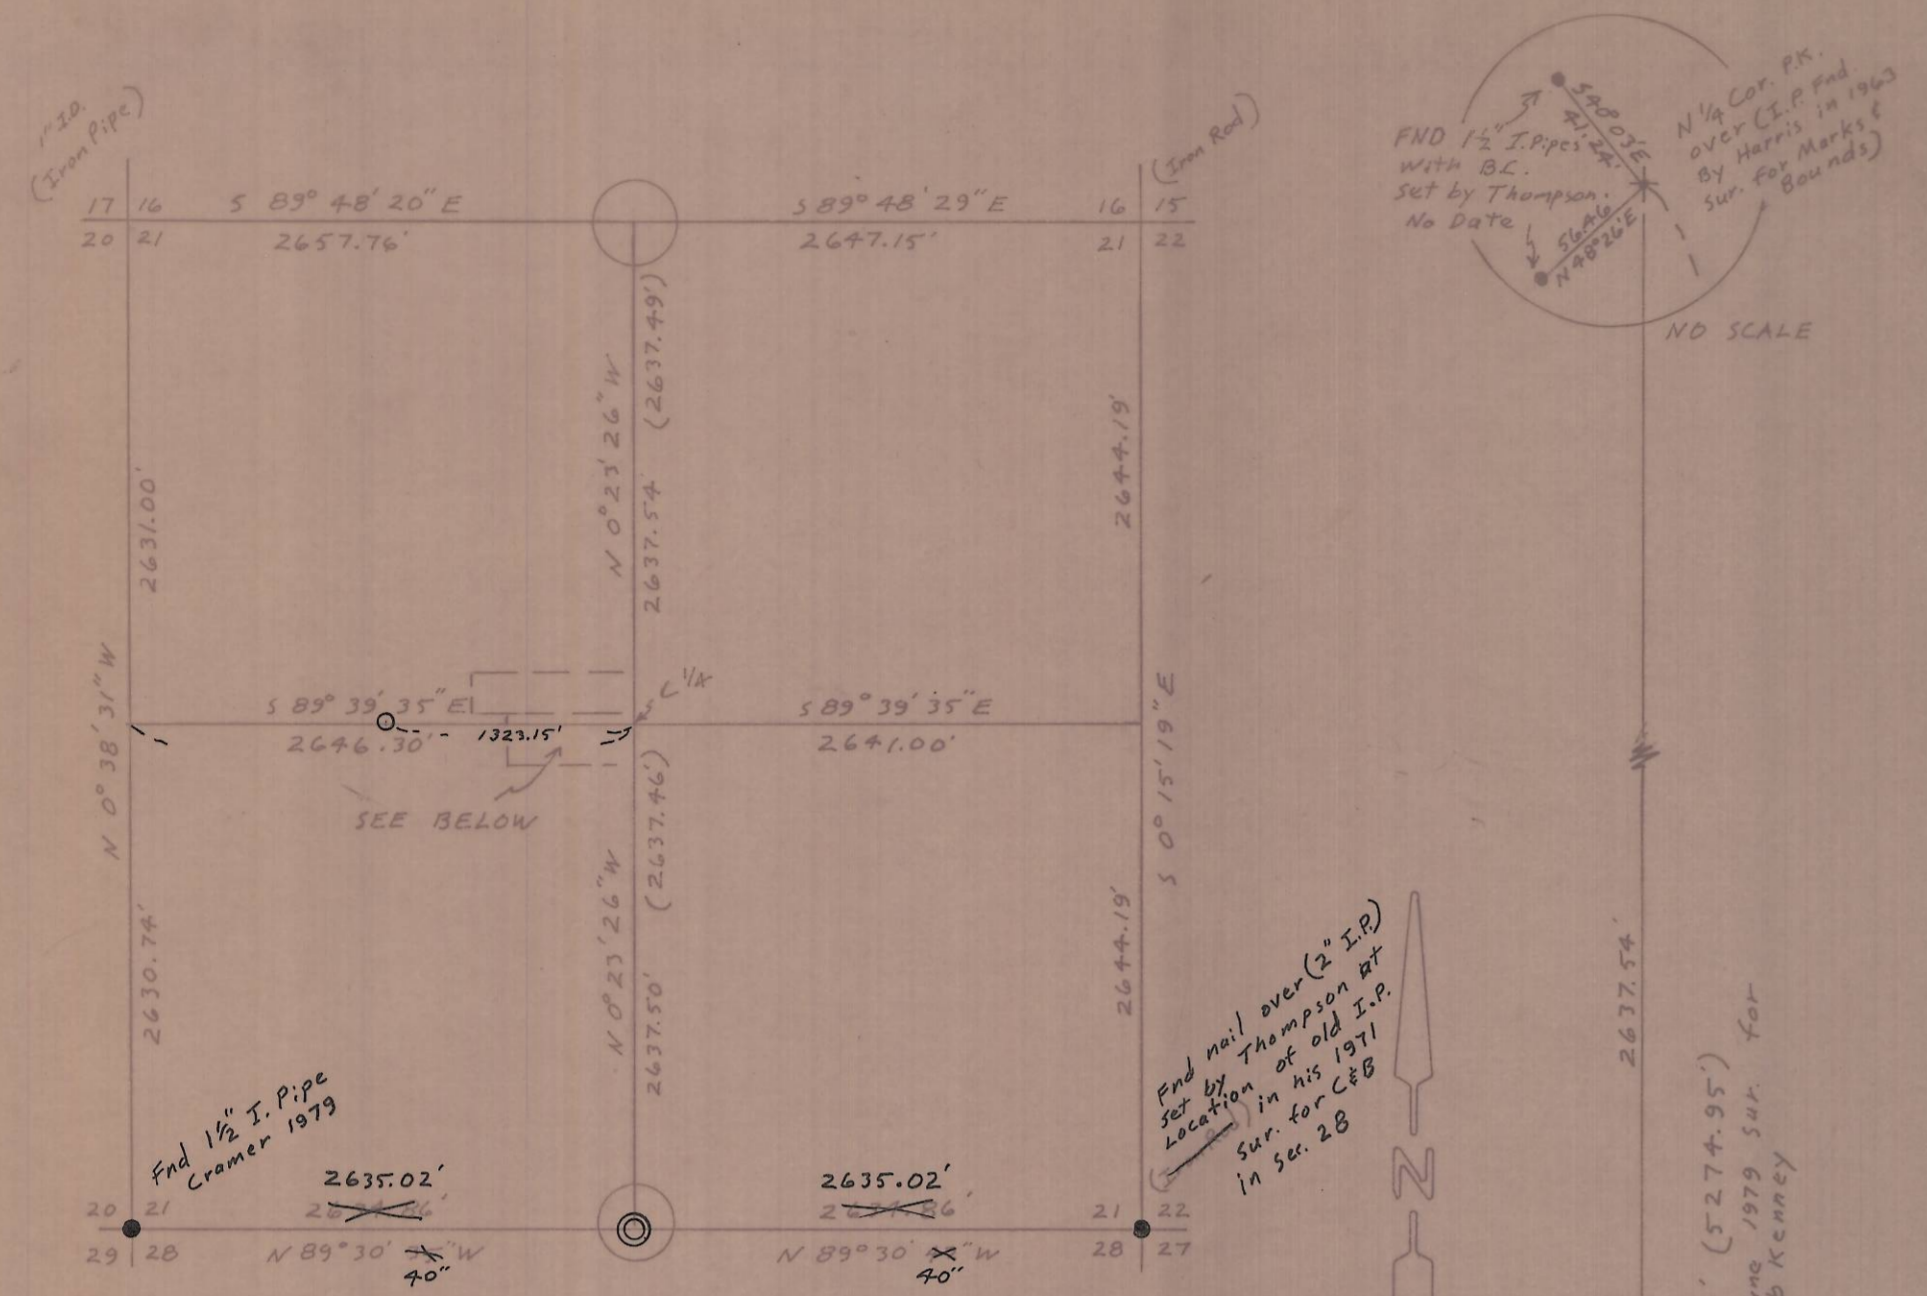 1" I.D.
(Iron Pipe)
17 16
20 21
S 89° 48' 20" E
2657.76'
S 89° 48' 29" E
2647.15'
(Iron Rod)
16 15
21 22
FND 1½" I.Pipes
with B.C.
set by Thompson.
No Date
S 48° 03' E
41.24'
56.46
N 48° 26' E
N ¼ Cor. P.K.
over (I.P. Fnd
By Harris in 1963
sur. for Marks &
Bounds)
NO SCALE
2631.00'
N 0° 23' 26" W
(2637.49')
2637.54'
2644.19'
N 0° 38' 31" W
S 89° 39' 35" E
2646.30'
1323.15'
C ¼
S 89° 39' 35" E
2641.00'
S 0° 15' 19" E
SEE BELOW
2630.74'
N 0° 23' 26" W
(2637.46')
2637.50'
2644.19'
2637.54'
(5274.95')
1979 sur. for
Kenney
Fnd 1½" I. Pipe
Cramer 1979
Fnd nail over (2" I.P.)
set by Thompson at
Location of old I.P.
in his 1971
sur. for C&B
in Sec. 28
2635.02'
2635.02'
20 21
29 28
N 89° 30' "W
40"
N 89° 30' "W
40"
21 22
28 27
N